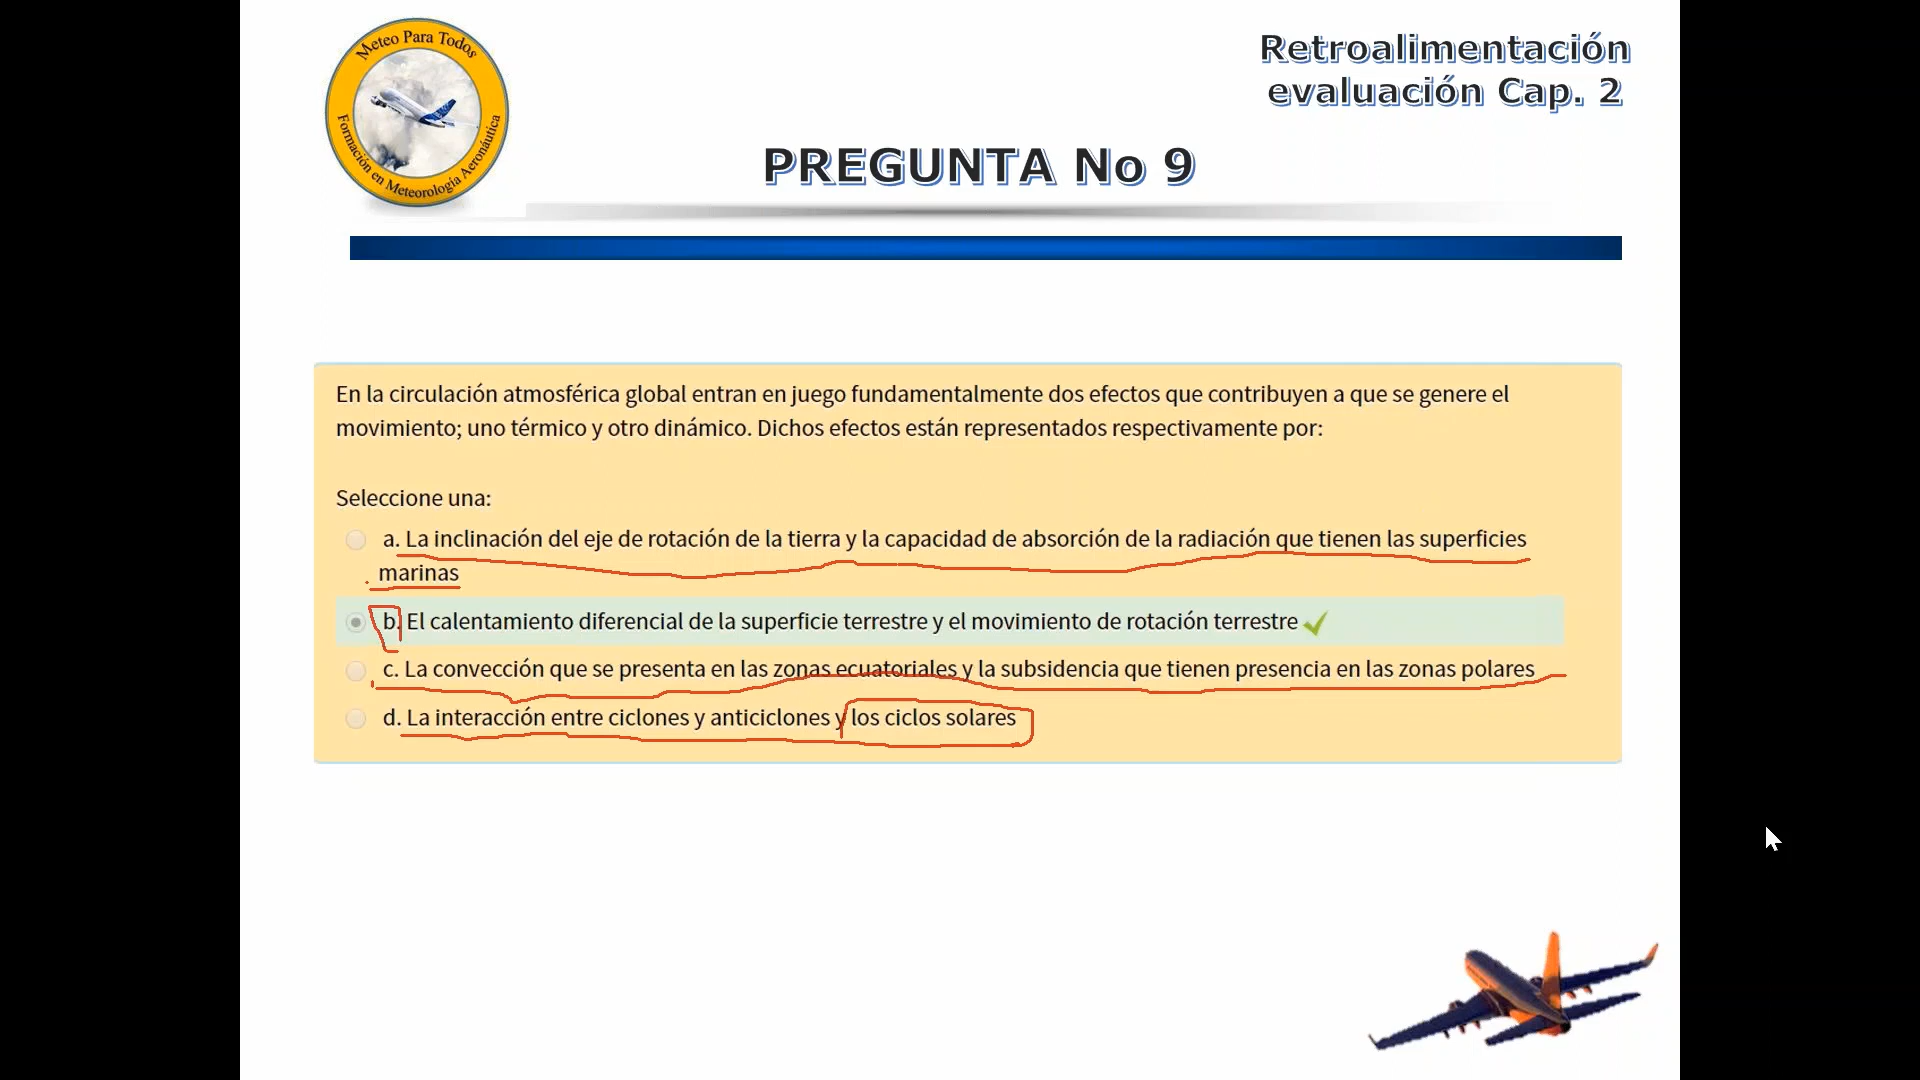 Meteo Para Todos
Formación en Meteorología Aeronáutica
Retroalimentación
evaluación Cap. 2
PREGUNTA No 9
En la circulación atmosférica global entran en juego fundamentalmente dos efectos que contribuyen a que se genere el
movimiento; uno térmico y otro dinámico. Dichos efectos están representados respectivamente por:
Seleccione una:
a. La inclinación del eje de rotación de la tierra y la capacidad de absorción de la radiación que tienen las superficies
marinas
b. El calentamiento diferencial de la superficie terrestre y el movimiento de rotación terrestre
c. La convección que se presenta en las zonas ecuatoriales y la subsidencia que tienen presencia en las zonas polares
d. La interacción entre ciclones y anticiclones y los ciclos solares